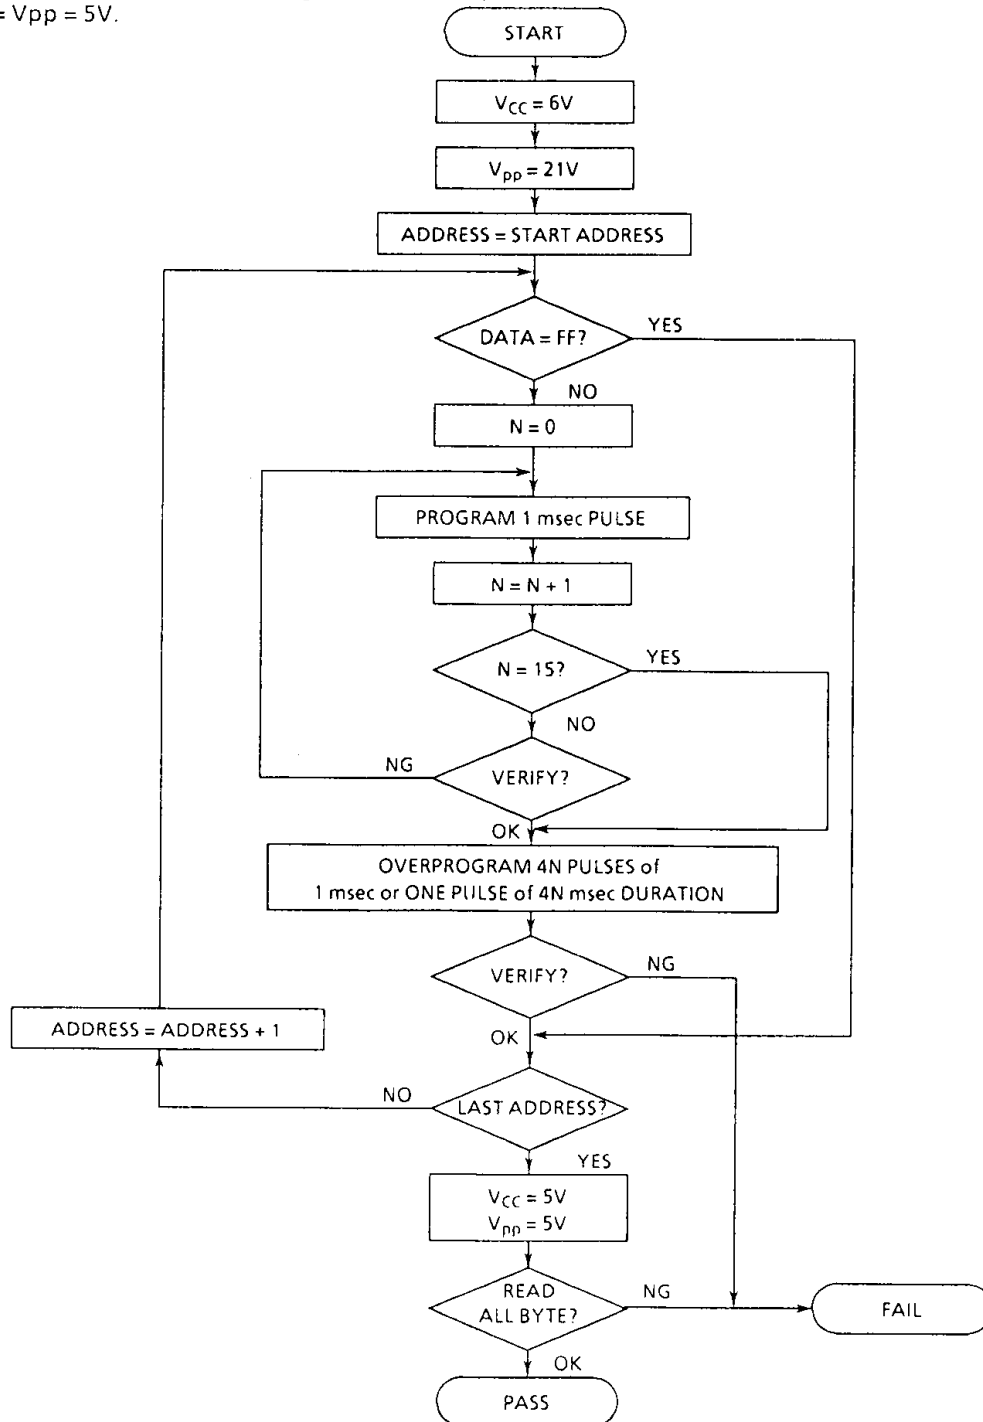 = Vpp = 5V.
START
VCC = 6V
Vpp = 21V
ADDRESS = START ADDRESS
DATA = FF?
YES
NO
N = 0
PROGRAM 1 msec PULSE
N = N + 1
N = 15?
YES
NO
NG
VERIFY?
OK
OVERPROGRAM 4N PULSES of
1 msec or ONE PULSE of 4N msec DURATION
VERIFY?
NG
ADDRESS = ADDRESS + 1
OK
NO
LAST ADDRESS?
YES
VCC = 5V
Vpp = 5V
READ
ALL BYTE?
NG
FAIL
OK
PASS